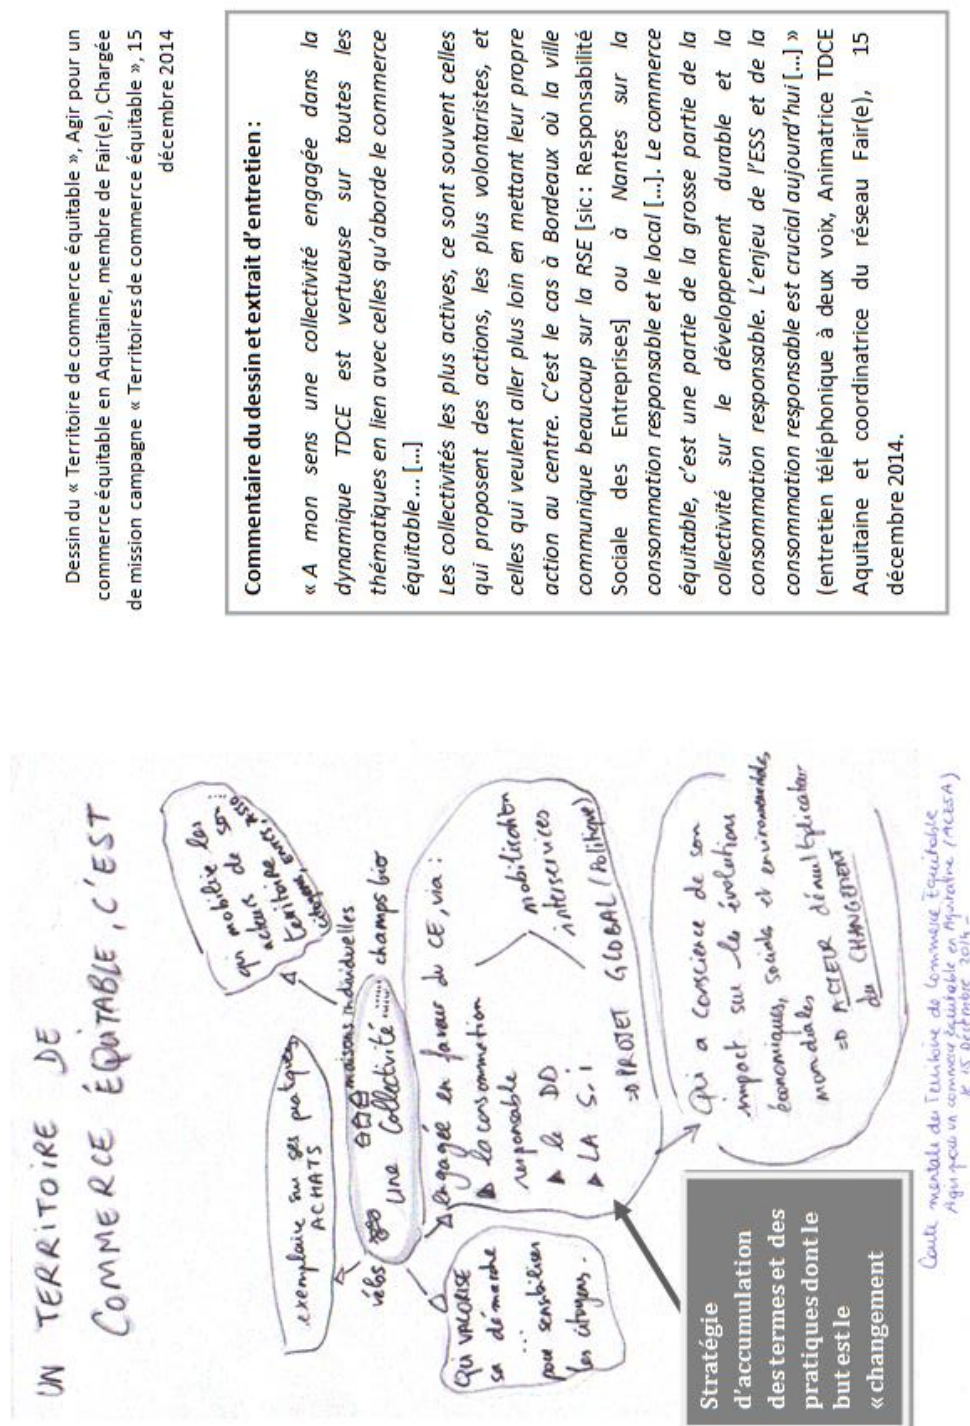 UN TERRITOIRE DE
COMMERCE ÉQUITABLE, C'EST
exemplaire sur ses pratiques
ACHATS
qui mobilise les
acteurs de son
territoire :
vélos
maisons individuelles
Une Collectivité
champs bio
Qui VALORISE
sa démarche
...
pour sensibiliser
les citoyens.
engagée en faveur du CE, via :
la consommation
responsable
le DD
LA S.I
mobilisation
interservices
⇒ PROJET GLOBAL (Politique)
Qui a conscience de son
impact sur les évolutions
économiques, sociales et environnementales,
mondiales
⇒ ACTEUR démultiplicateur
du CHANGEMENT
Stratégie
d'accumulation
des termes et des
pratiques dont le
but est le
« changement
Carte mentale du Territoire de Commerce Equitable
Agir pour un commerce équitable en Aquitaine (ACESA)
le 15 Décembre 2014
Dessin du « Territoire de commerce équitable », Agir pour un
commerce équitable en Aquitaine, membre de Fair(e), Chargée
de mission campagne « Territoires de commerce équitable », 15
décembre 2014
Commentaire du dessin et extrait d'entretien :
« A mon sens une collectivité engagée dans la
dynamique TDCE est vertueuse sur toutes les
thématiques en lien avec celles qu'aborde le commerce
équitable... [...]
Les collectivités les plus actives, ce sont souvent celles
qui proposent des actions, les plus volontaristes, et
celles qui veulent aller plus loin en mettant leur propre
action au centre. C'est le cas à Bordeaux où la ville
communique beaucoup sur la RSE [sic : Responsabilité
Sociale des Entreprises] ou à Nantes sur la
consommation responsable et le local [...]. Le commerce
équitable, c'est une partie de la grosse partie de la
collectivité sur le développement durable et la
consommation responsable. L'enjeu de l'ESS et de la
consommation responsable est crucial aujourd'hui [...] »
(entretien téléphonique à deux voix, Animatrice TDCE
Aquitaine et coordinatrice du réseau Fair(e), 15
décembre 2014.